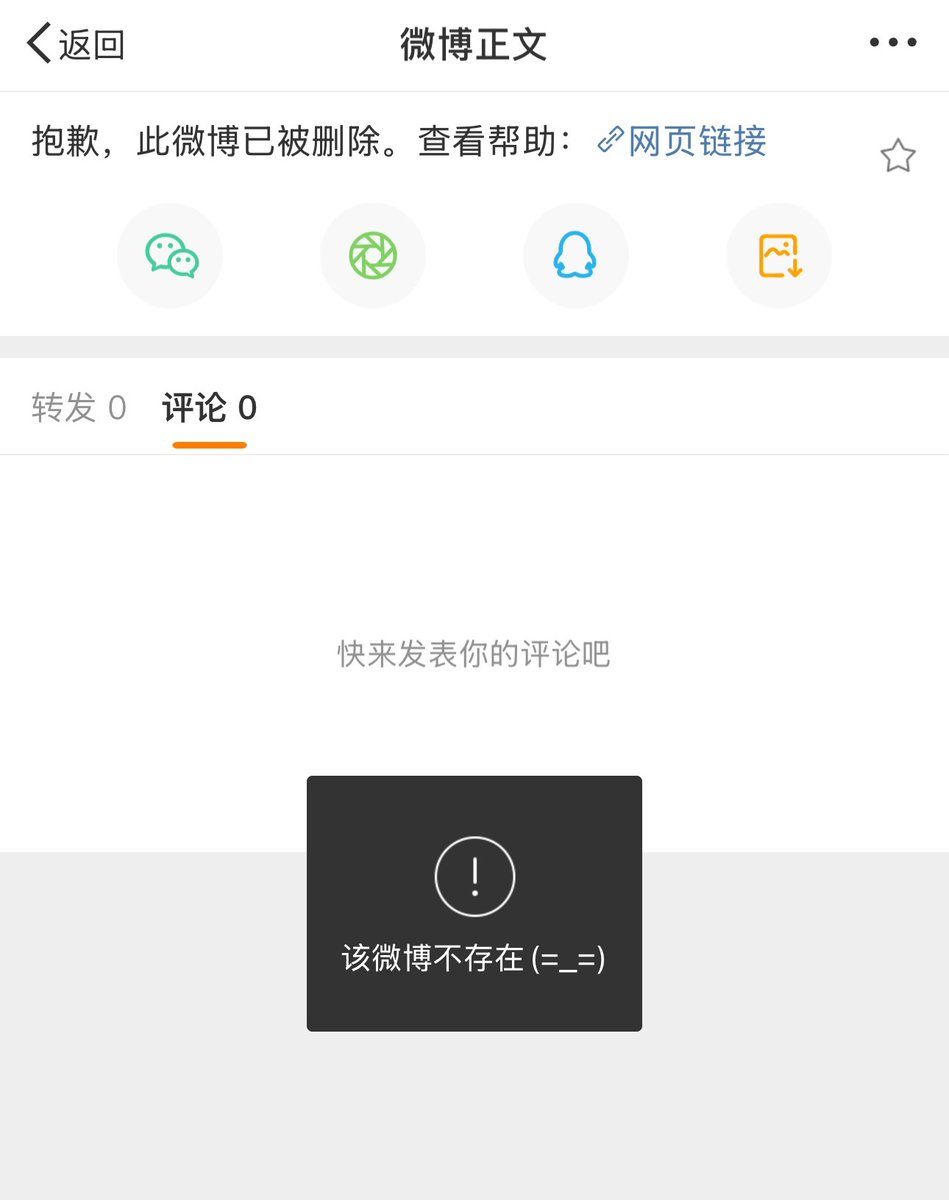 返回
微博正文
抱歉，此微博已被删除。查看帮助： 网页链接
转发 0 评论 0
快来发表你的评论吧
该微博不存在 (=_=)